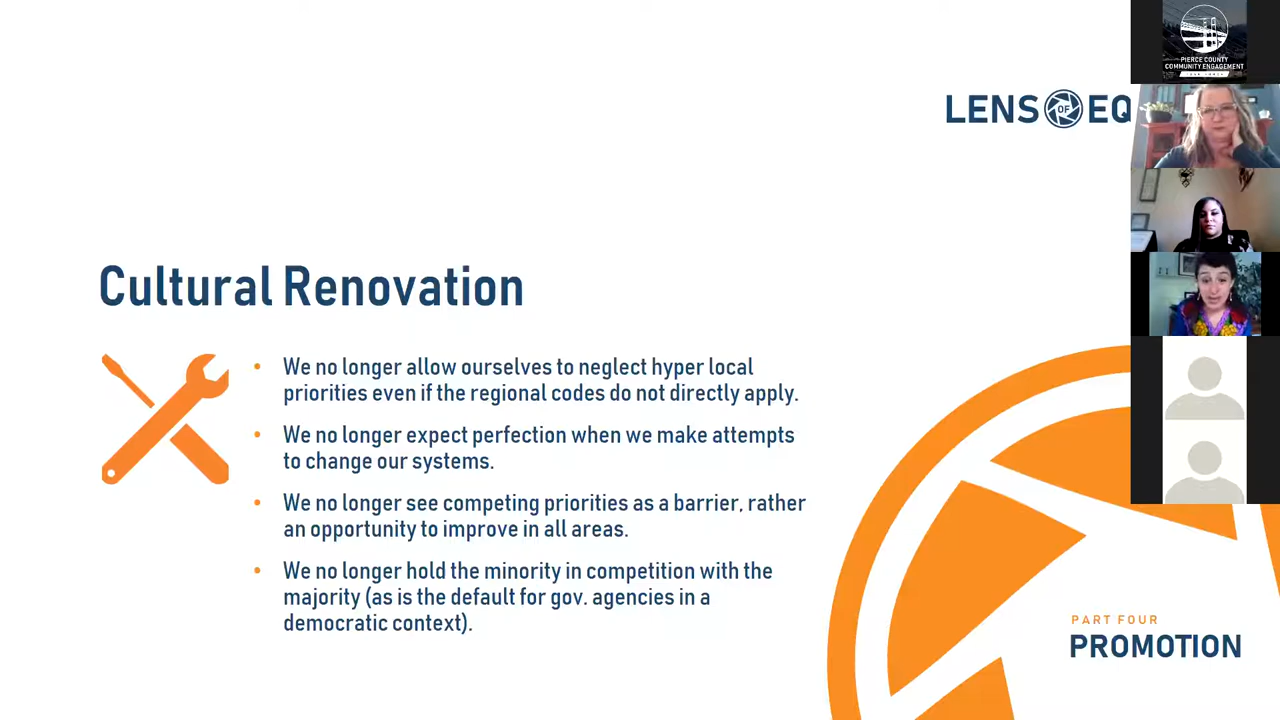 PIERCE COUNTY
COMMUNITY ENGAGEMENT
LENS OF EQ
Cultural Renovation
• We no longer allow ourselves to neglect hyper local
priorities even if the regional codes do not directly apply.
• We no longer expect perfection when we make attempts
to change our systems.
• We no longer see competing priorities as a barrier, rather
an opportunity to improve in all areas.
• We no longer hold the minority in competition with the
majority (as is the default for gov. agencies in a
democratic context).
PART FOUR
PROMOTION